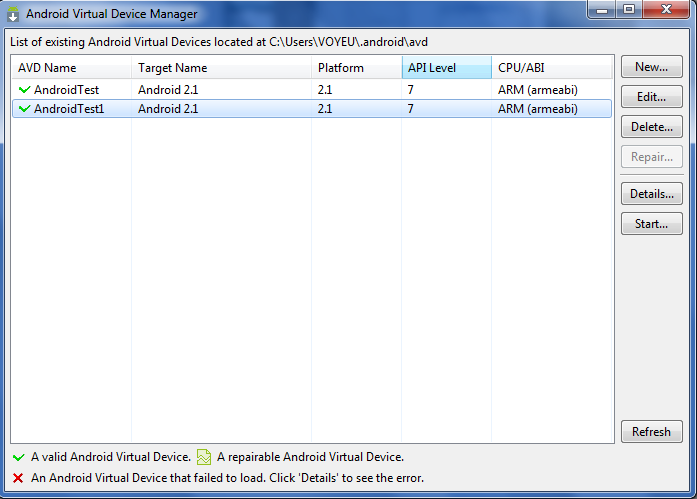 Android Virtual Device Manager
List of existing Android Virtual Devices located at C:\Users\VOYEU\.android\avd
AVD Name Target Name Platform API Level CPU/ABI
AndroidTest Android 2.1 2.1 7 ARM (armeabi)
AndroidTest1 Android 2.1 2.1 7 ARM (armeabi)
New...
Edit...
Delete...
Repair...
Details...
Start...
Refresh
A valid Android Virtual Device. A repairable Android Virtual Device.
An Android Virtual Device that failed to load. Click 'Details' to see the error.